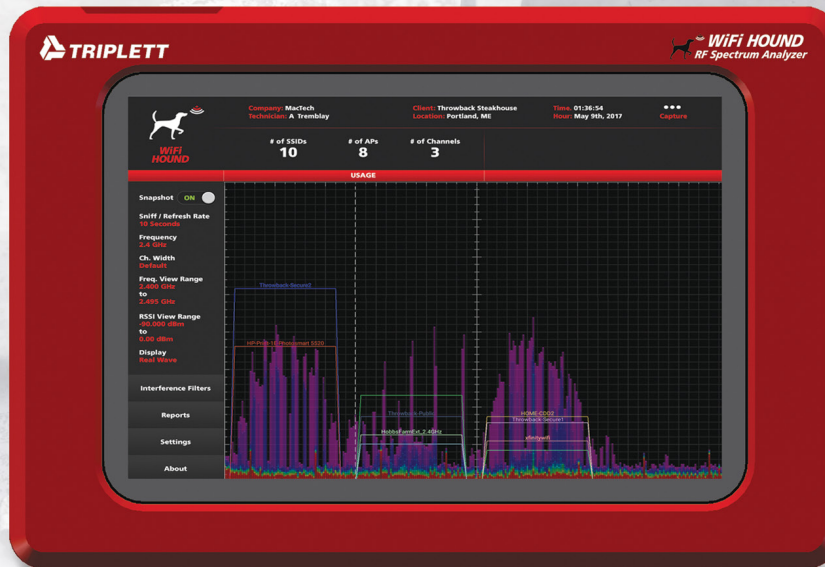 TRIPLETT
WiFi HOUND
RF Spectrum Analyzer
WiFi
HOUND
Company: MacTech
Technician: A Tremblay
Client: Throwback Steakhouse
Location: Portland, ME
Time. 01:36:54
Hour: May 9th, 2017
Capture
# of SSIDs
10
# of APs
8
# of Channels
3
USAGE
Snapshot ON
Sniff / Refresh Rate
10 Seconds
Frequency
2.4 GHz
Ch. Width
Default
Freq. View Range
2.400 GHz
to
2.495 GHz
RSSI View Range
-90.000 dBm
to
0.00 dBm
Display
Real Wave
Interference Filters
Reports
Settings
About
Throwback-Secure2
Throwback-Public
HobbsFarmExt_2.4GHz
Throwback-Secure1
xfinitywifi